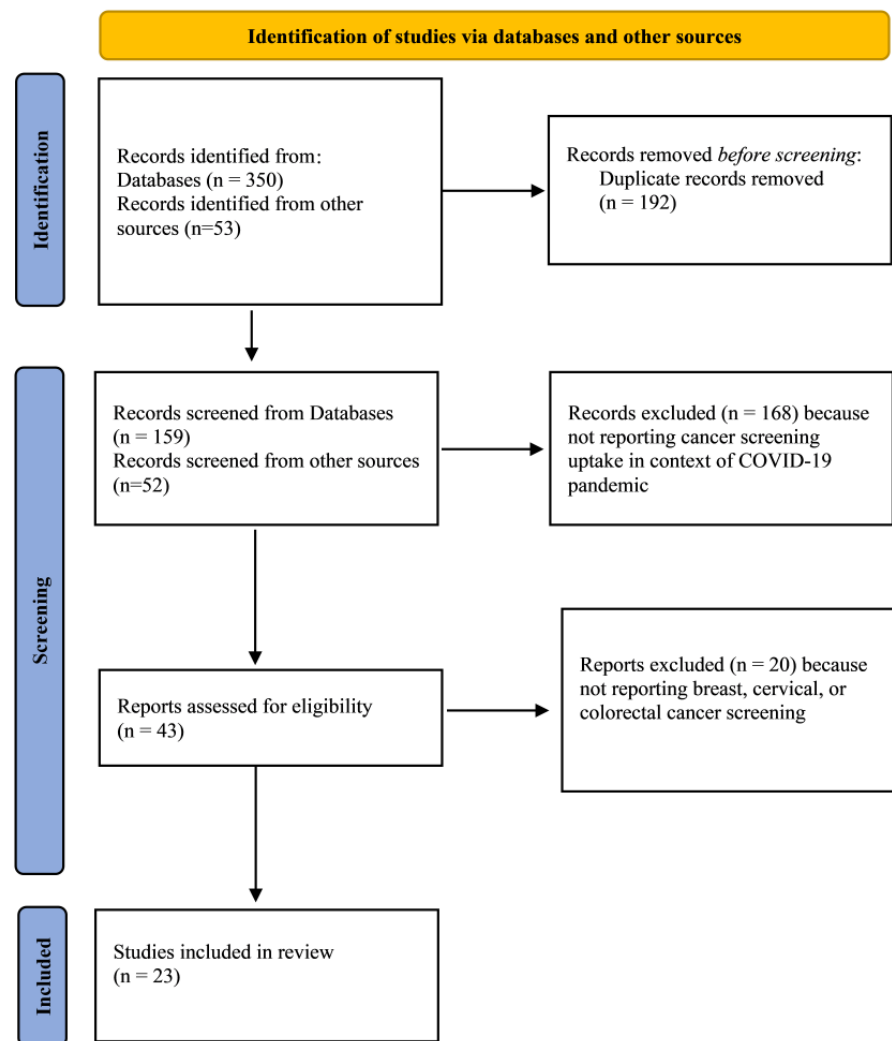 Identification of studies via databases and other sources
Identification
Records identified from:
Databases (n = 350)
Records identified from other
sources (n=53)
Records removed before screening:
Duplicate records removed
(n = 192)
Screening
Records screened from Databases
(n = 159)
Records screened from other sources
(n=52)
Records excluded (n = 168) because
not reporting cancer screening
uptake in context of COVID-19
pandemic
Reports assessed for eligibility
(n = 43)
Reports excluded (n = 20) because
not reporting breast, cervical, or
colorectal cancer screening
Included
Studies included in review
(n = 23)